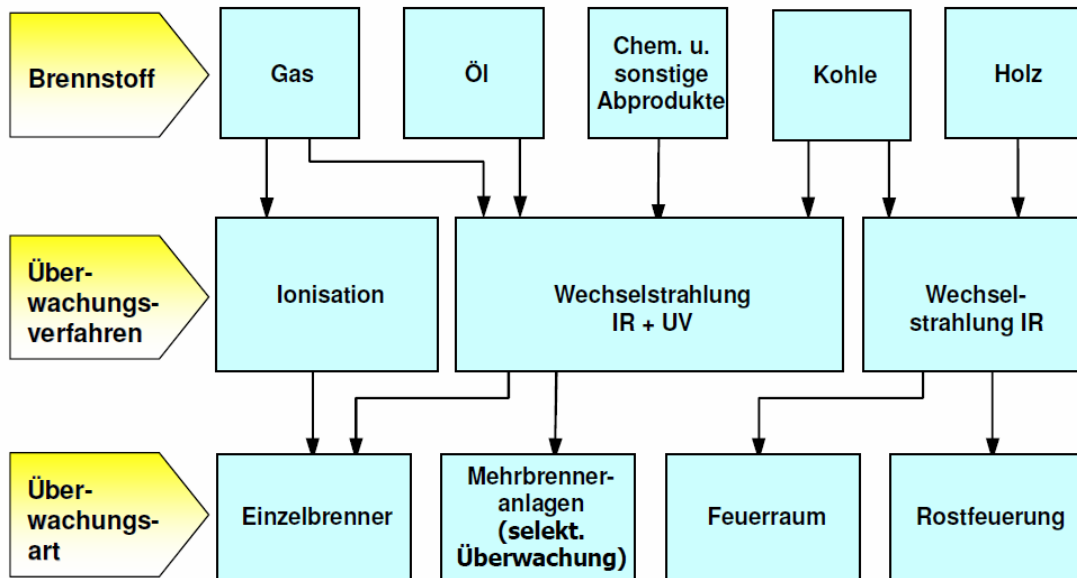 Brennstoff
Gas
Öl
Chem. u.
sonstige
Abprodukte
Kohle
Holz
Über-
wachungs-
verfahren
Ionisation
Wechselstrahlung
IR + UV
Wechsel-
strahlung IR
Über-
wachungs-
art
Einzelbrenner
Mehrbrenner-
anlagen
(selekt.
Überwachung)
Feuerraum
Rostfeuerung